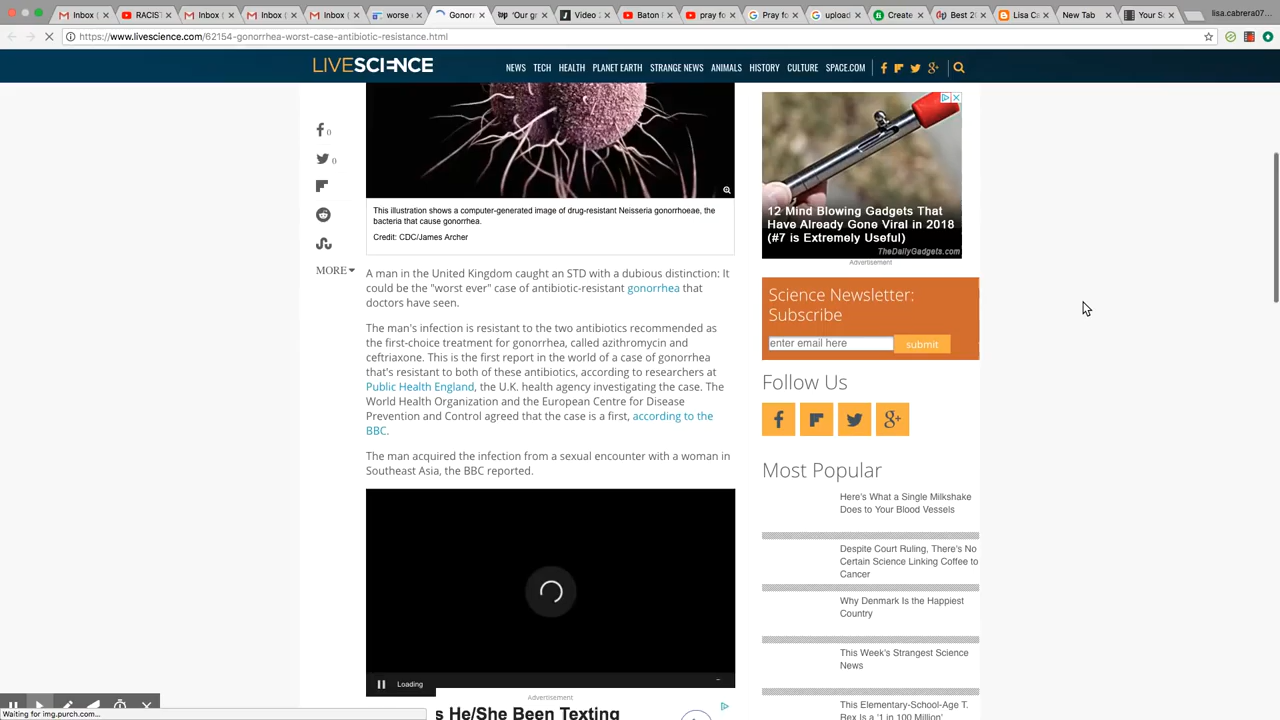 Inbox (
RACIST
Inbox (
Inbox (
Inbox (
worse
Gonorr
'Our g
Video
Baton
pray fo
Pray fo
upload
Create
Best 2
Lisa Ca
New Tab
Your S
lisa.cabrera07...
https://www.livescience.com/62154-gonorrhea-worst-case-antibiotic-resistance.html
LIVESCIENCE
NEWS TECH HEALTH PLANET EARTH STRANGE NEWS ANIMALS HISTORY CULTURE SPACE.COM
0
0
MORE
This illustration shows a computer-generated image of drug-resistant Neisseria gonorrhoeae, the
bacteria that cause gonorrhea.
Credit: CDC/James Archer
A man in the United Kingdom caught an STD with a dubious distinction: It
could be the "worst ever" case of antibiotic-resistant gonorrhea that
doctors have seen.
The man's infection is resistant to the two antibiotics recommended as
the first-choice treatment for gonorrhea, called azithromycin and
ceftriaxone. This is the first report in the world of a case of gonorrhea
that's resistant to both of these antibiotics, according to researchers at
Public Health England, the U.K. health agency investigating the case. The
World Health Organization and the European Centre for Disease
Prevention and Control agreed that the case is a first, according to the
BBC.
The man acquired the infection from a sexual encounter with a woman in
Southeast Asia, the BBC reported.
Loading
Advertisement
s He/She Been Texting
Waiting for img.purch.com...
12 Mind Blowing Gadgets That
Have Already Gone Viral in 2018
(#7 is Extremely Useful)
TheDailyGadgets.com
Advertisement
Science Newsletter:
Subscribe
enter email here
submit
Follow Us
Most Popular
Here's What a Single Milkshake
Does to Your Blood Vessels
Despite Court Ruling, There's No
Certain Science Linking Coffee to
Cancer
Why Denmark Is the Happiest
Country
This Week's Strangest Science
News
This Elementary-School-Age T.
Rex Is a '1 in 100 Million'